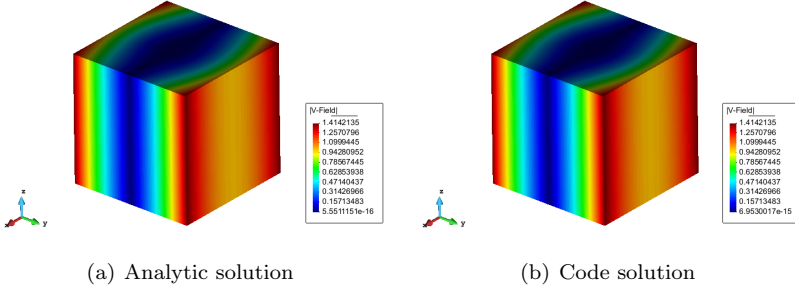 |V-Field|
1.4142135
1.2570796
1.0999445
0.94280952
0.78567445
0.62853938
0.47140437
0.31426966
0.15713483
5.5511151e-16
z
x
y
(a) Analytic solution
|V-Field|
1.4142135
1.2570796
1.0999445
0.94280952
0.78567445
0.62853938
0.47140437
0.31426966
0.15713483
6.9530017e-15
z
x
y
(b) Code solution